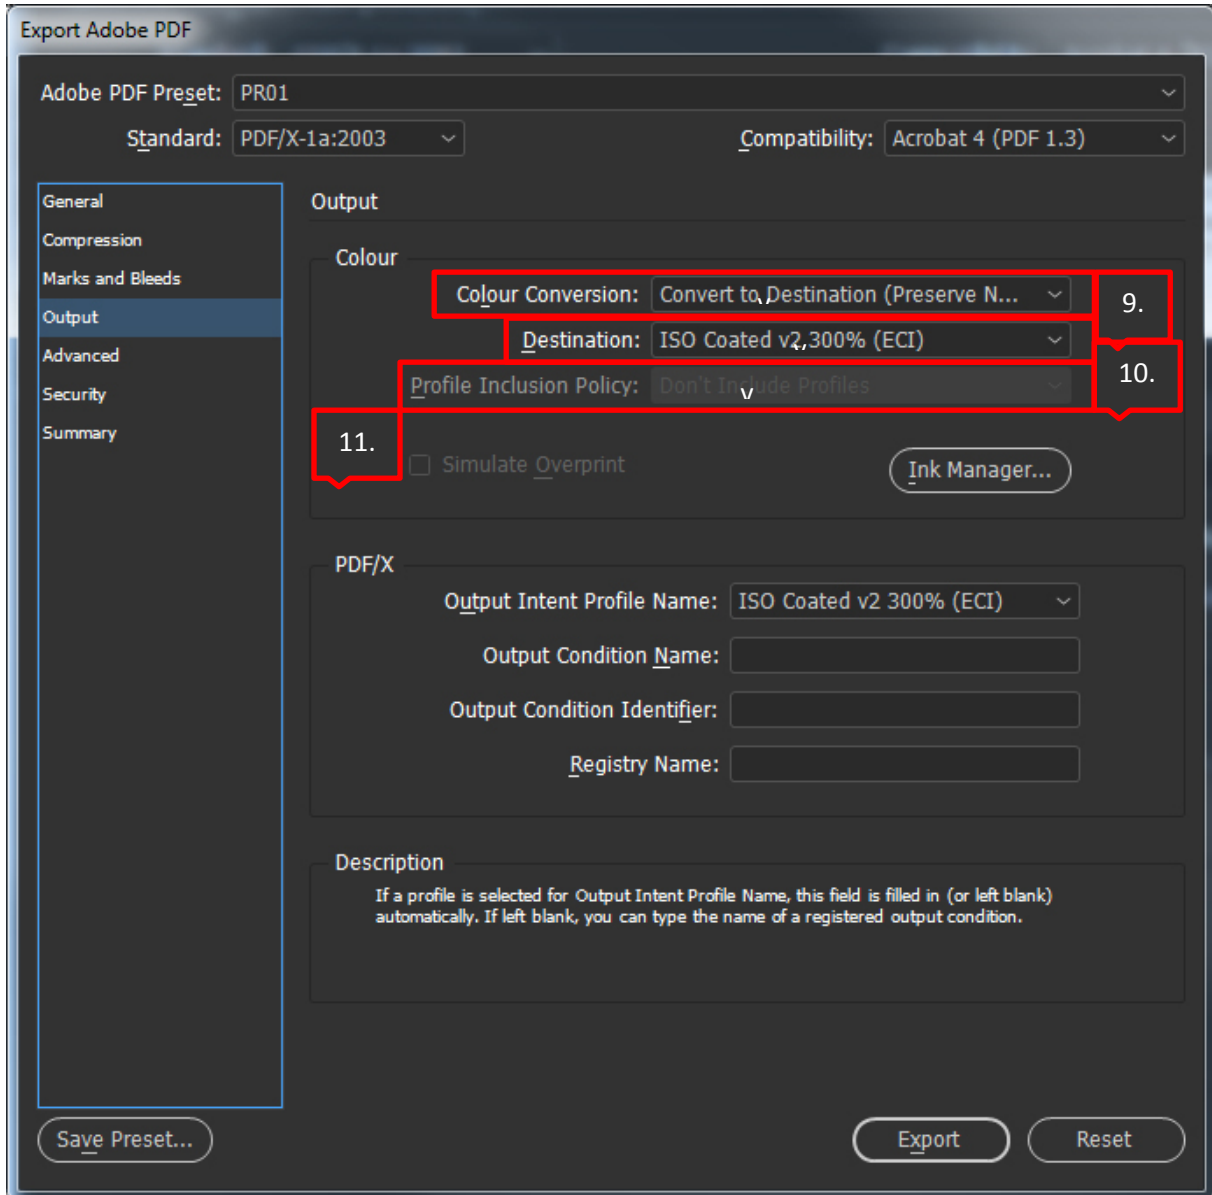 Export Adobe PDF
Adobe PDF Preset: PR01
Standard: PDF/X-1a:2003 Compatibility: Acrobat 4 (PDF 1.3)
General
Compression
Marks and Bleeds
Output
Advanced
Security
Summary
Output
Colour
Colour Conversion: Convert to Destination (Preserve N... 9.
Destination: ISO Coated v2 300% (ECI)
10.
Profile Inclusion Policy: Don't Include Profiles
11.
Simulate Overprint Ink Manager...
PDF/X
Output Intent Profile Name: ISO Coated v2 300% (ECI)
Output Condition Name:
Output Condition Identifier:
Registry Name:
Description
If a profile is selected for Output Intent Profile Name, this field is filled in (or left blank)
automatically. If left blank, you can type the name of a registered output condition.
Save Preset... Export Reset